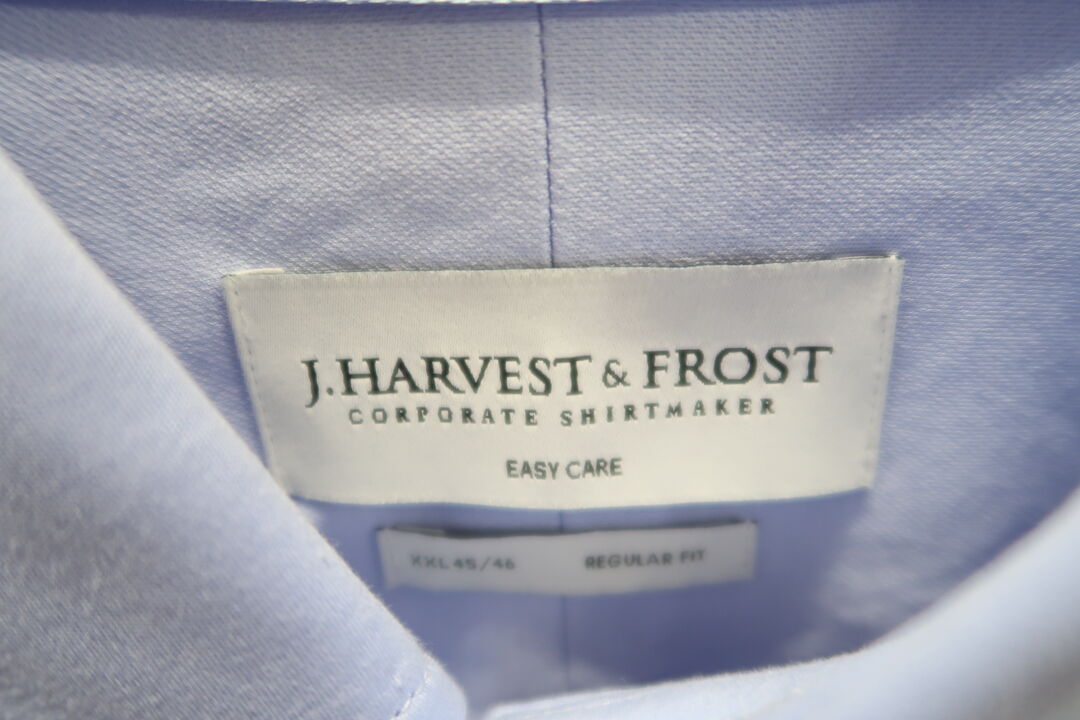 J.HARVEST & FROST
CORPORATE SHIRTMAKER
EASY CARE
XXL 45/46 REGULAR FIT